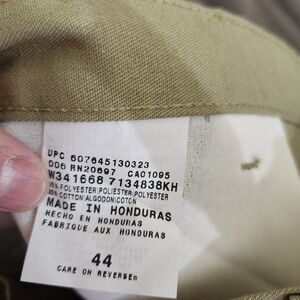 UPC 607645130323
006 RN20697 CA01095
W341668 7134838KH
65% POLYESTER/POLIESTER/POLYESTER
35% COTTON/ALGODON/COTON
MADE IN HONDURAS
HECHO EN HONDURAS
FABRIQUE AUX HONDURAS
44
CARE ON REVERSE